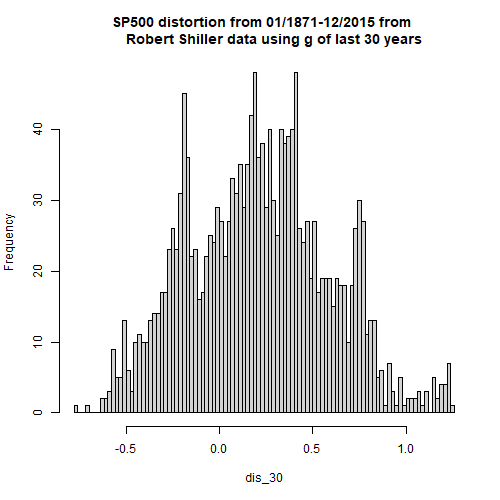 SP500 distortion from 01/1871-12/2015 from
Robert Shiller data using g of last 30 years
Frequency
40
30
20
10
0
-0.5 0.0 0.5 1.0
dis_30